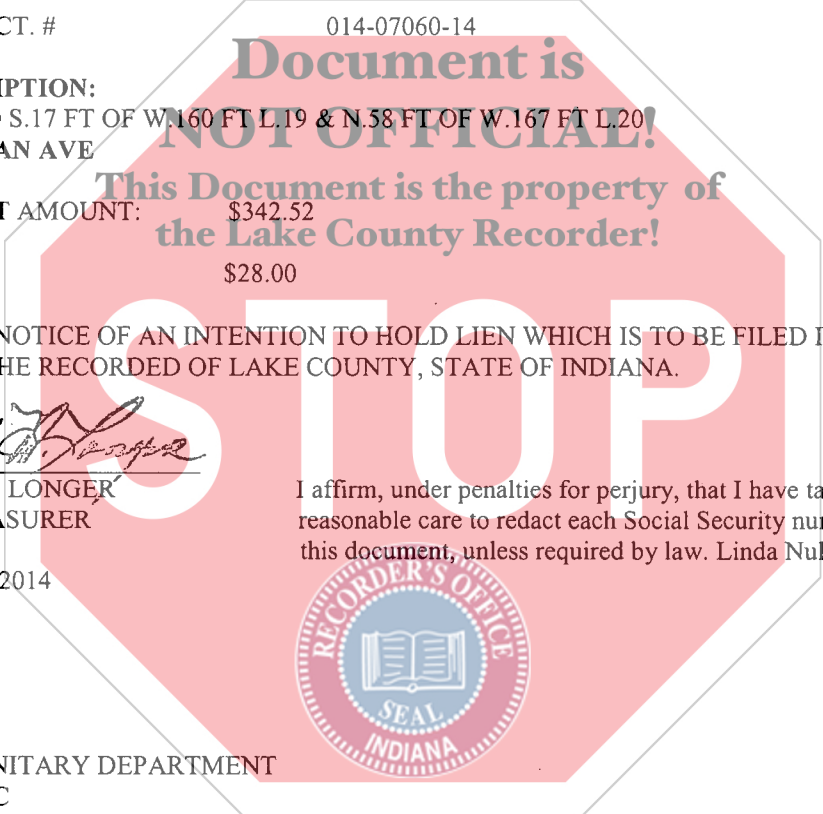 CT. # 014-07060-14
Document is
IPTION:
S.17 FT OF W.160 FT L.19 & N.58 FT OF W.167 FT L.20
NOT OFFICIAL!
AN AVE
This Document is the property of
T AMOUNT: $342.52
the Lake County Recorder!
$28.00
NOTICE OF AN INTENTION TO HOLD LIEN WHICH IS TO BE FILED I
HE RECORDED OF LAKE COUNTY, STATE OF INDIANA.
STOP
LONGER
ASURER
I affirm, under penalties for perjury, that I have ta
reasonable care to redact each Social Security nu
this document, unless required by law. Linda Nu
2014
RECORDER'S OFFICE
SEAL
INDIANA
NITARY DEPARTMENT
C